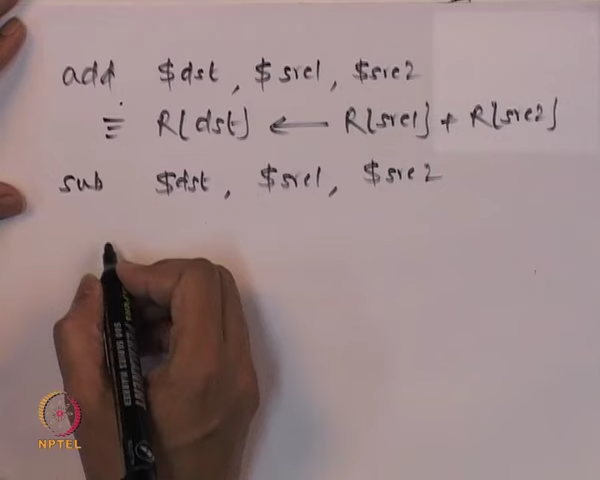 add $dst, $src1, $src2
≡ R[dst] ← R[src1] + R[src2]
sub $dst, $src1, $src2
NPTEL